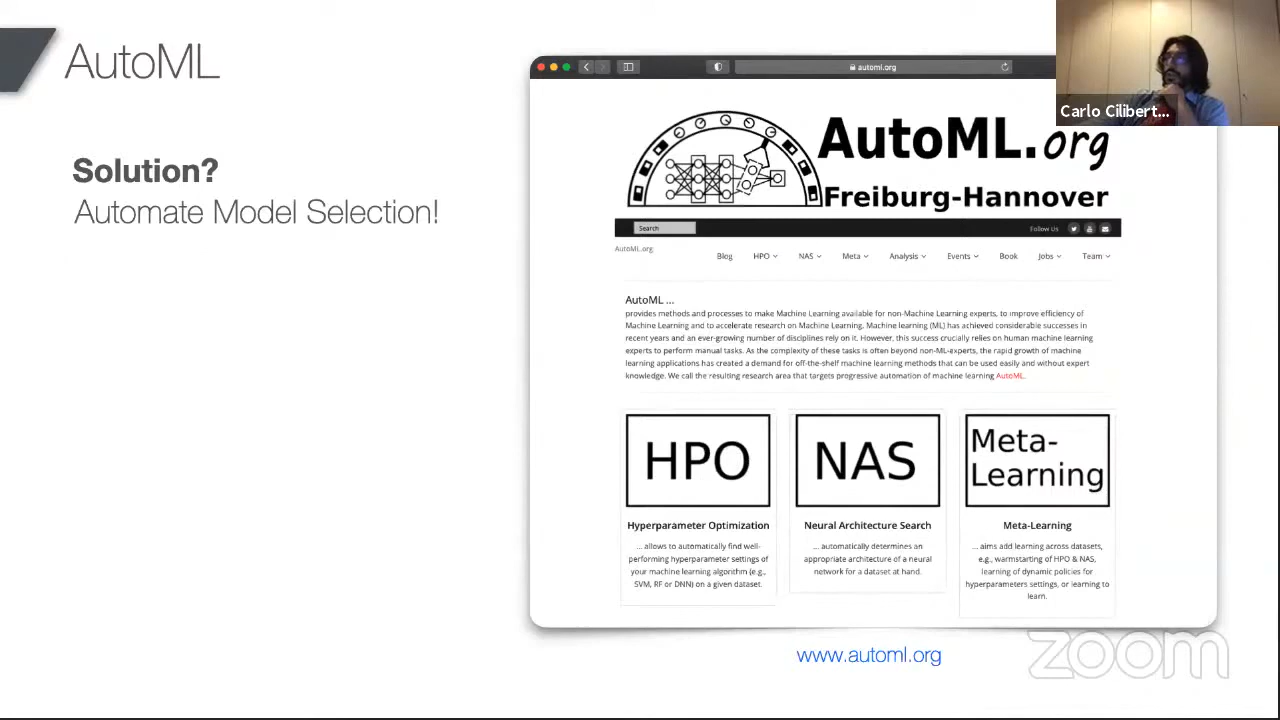 AutoML
Solution?
Automate Model Selection!
automl.org
Carlo Cilibert...
AutoML.org
Freiburg-Hannover
Search
Follow Us
AutoML.org
Blog HPO NAS Meta Analysis Events Book Jobs Team
AutoML ...
provides methods and processes to make Machine Learning available for non-Machine Learning experts, to improve efficiency of
Machine Learning and to accelerate research on Machine Learning. Machine learning (ML) has achieved considerable successes in
recent years and an ever-growing number of disciplines rely on it. However, this success crucially relies on human machine learning
experts to perform manual tasks. As the complexity of these tasks is often beyond non-ML-experts, the rapid growth of machine
learning applications has created a demand for off-the-shelf machine learning methods that can be used easily and without expert
knowledge. We call the resulting research area that targets progressive automation of machine learning AutoML.
HPO
Hyperparameter Optimization
... allows to automatically find well-
performing hyperparameter settings of
your machine learning algorithm (e.g.,
SVM, RF or DNN) on a given dataset.
NAS
Neural Architecture Search
... automatically determines an
appropriate architecture of a neural
network for a dataset at hand.
Meta-
Learning
Meta-Learning
... aims add learning across datasets,
e.g., warmstarting of HPO & NAS,
learning of dynamic policies for
hyperparameters settings, or learning to
learn.
www.automl.org
zoom